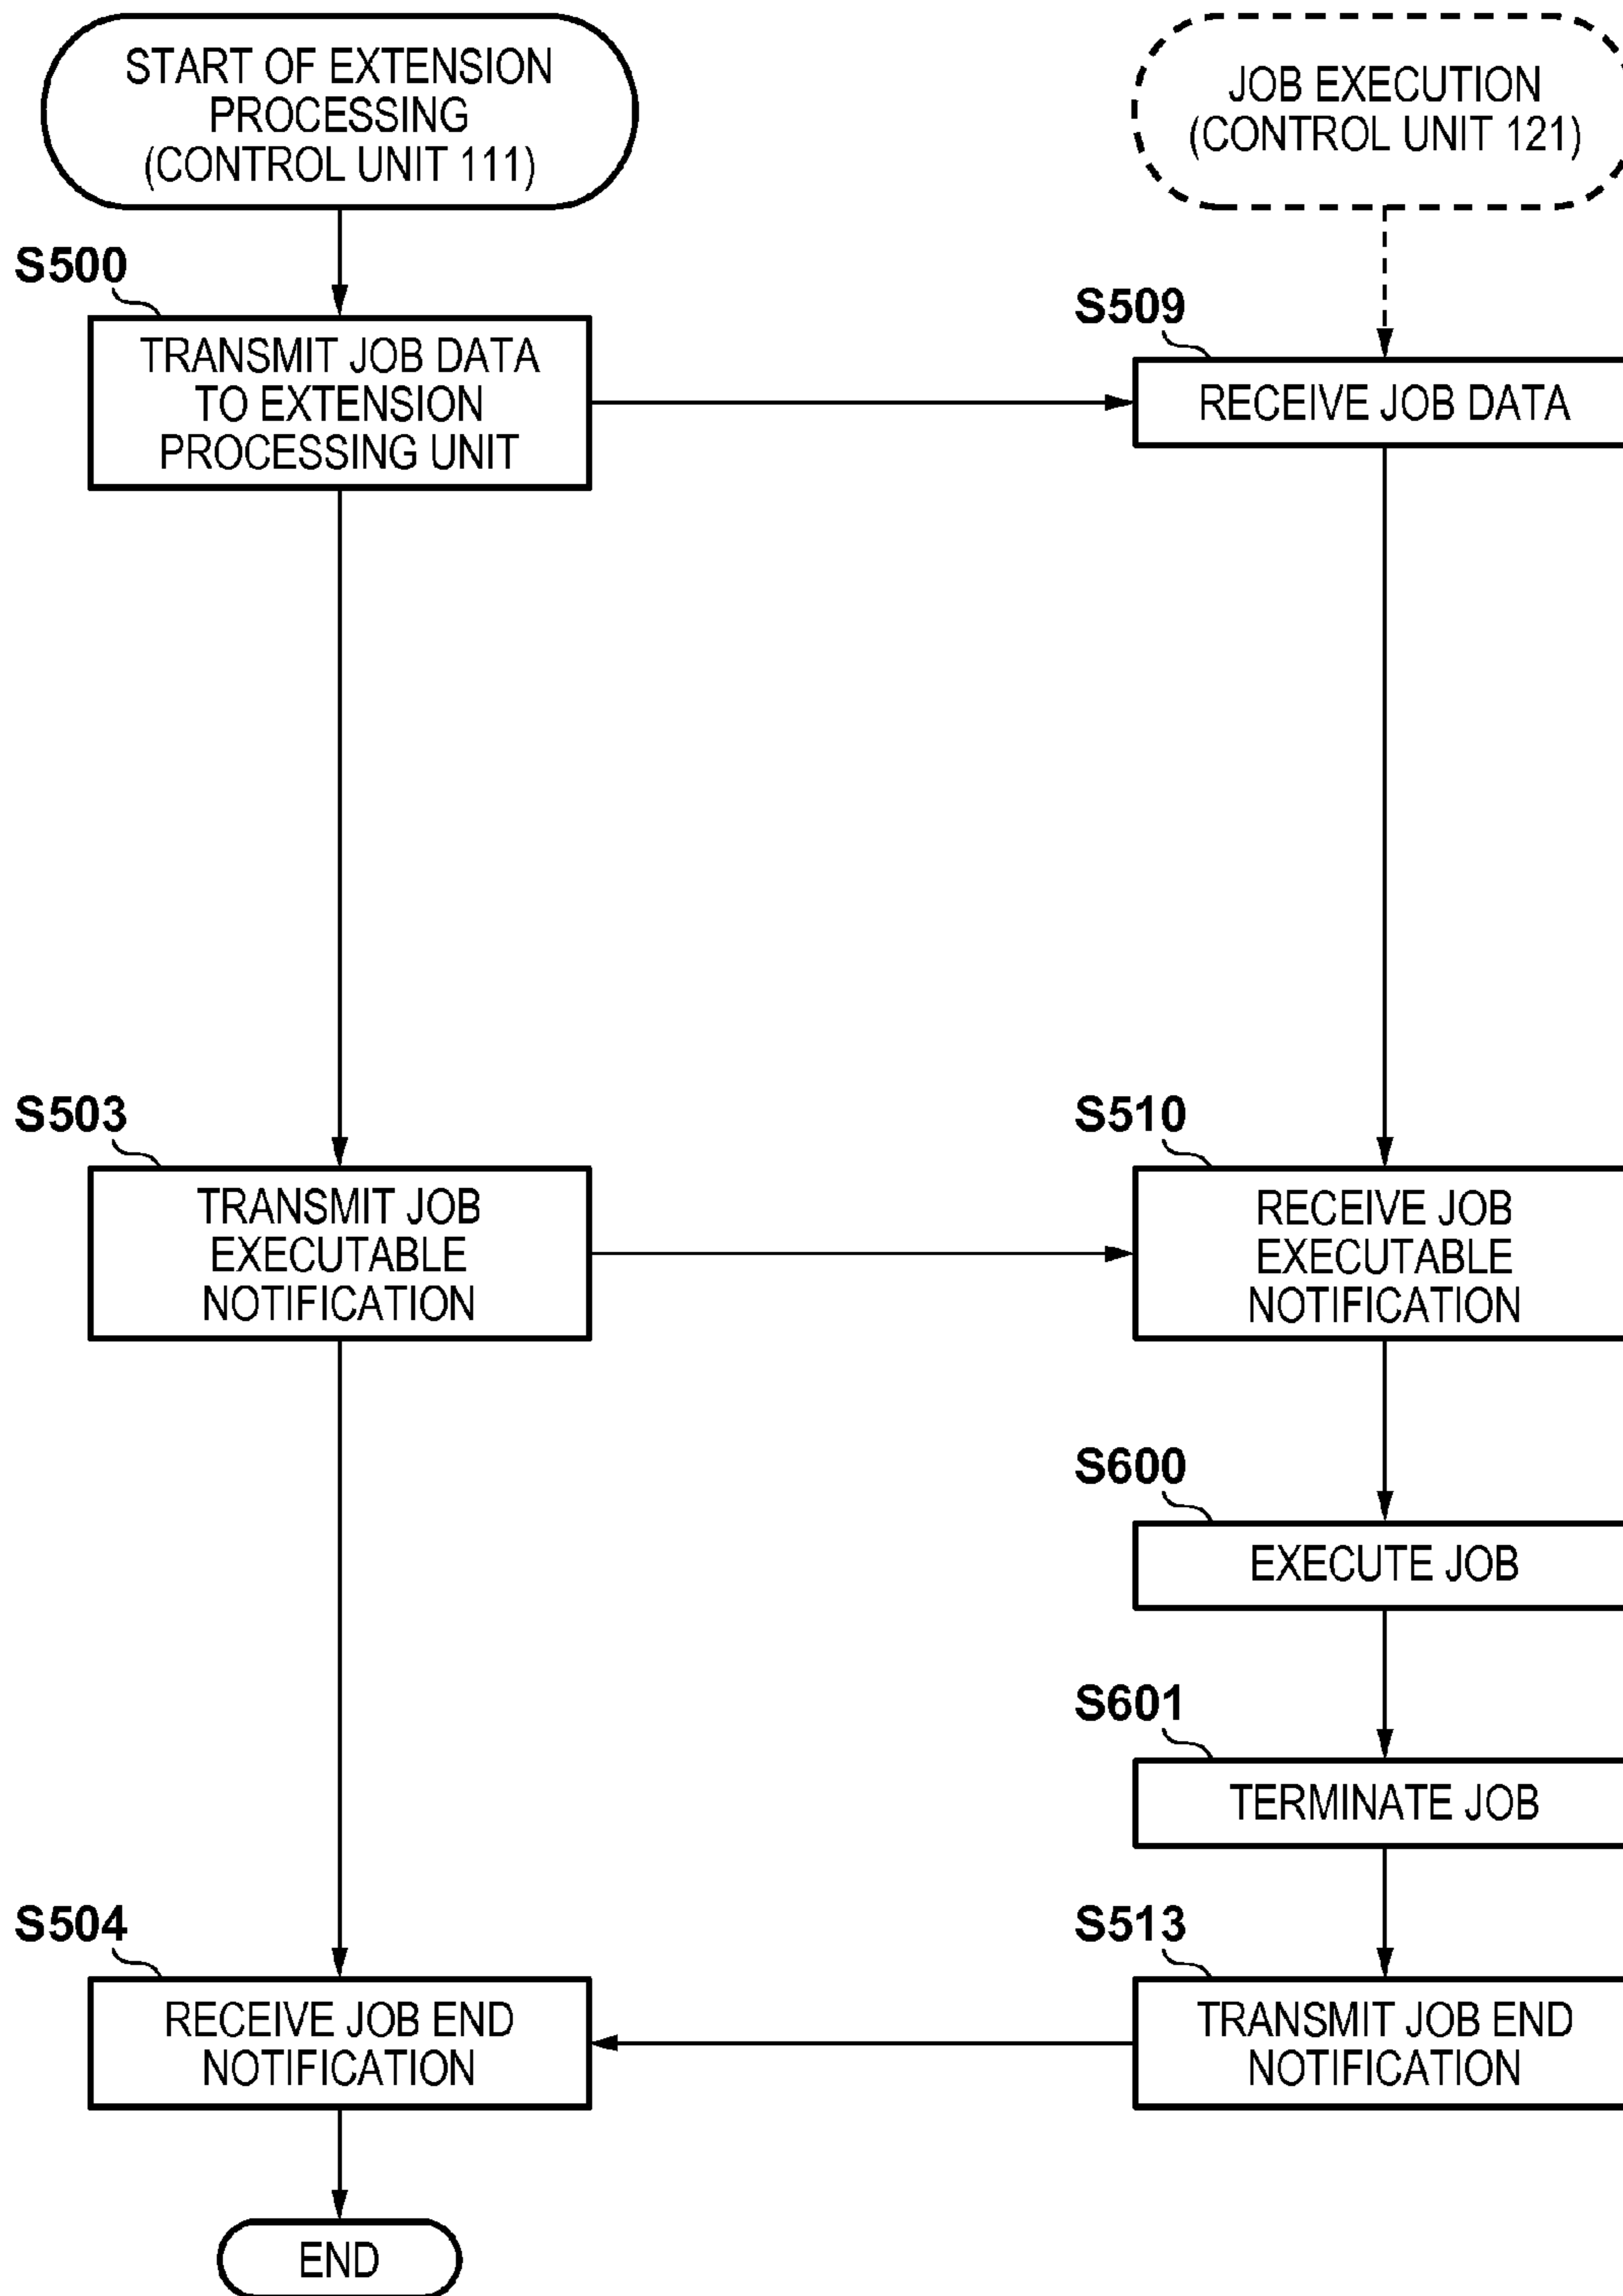 START OF EXTENSION
PROCESSING
(CONTROL UNIT 111)
JOB EXECUTION
(CONTROL UNIT 121)
S500
TRANSMIT JOB DATA
TO EXTENSION
PROCESSING UNIT
S509
RECEIVE JOB DATA
S503
TRANSMIT JOB
EXECUTABLE
NOTIFICATION
S510
RECEIVE JOB
EXECUTABLE
NOTIFICATION
S600
EXECUTE JOB
S601
TERMINATE JOB
S504
RECEIVE JOB END
NOTIFICATION
S513
TRANSMIT JOB END
NOTIFICATION
END